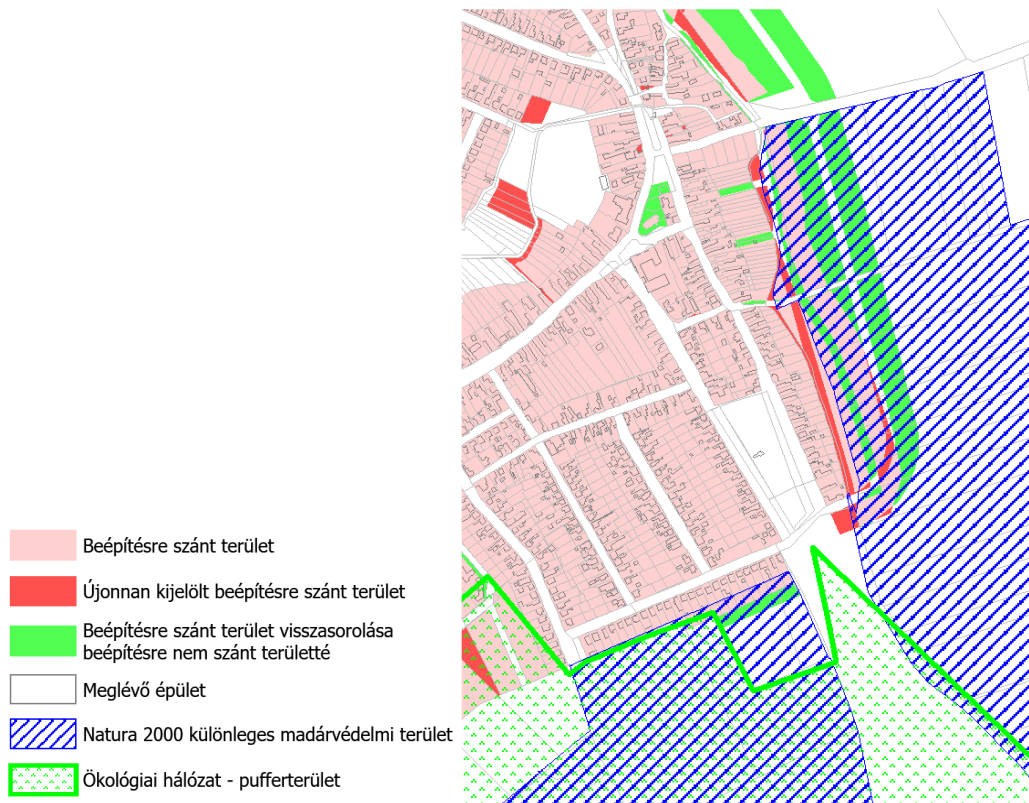 Beépítésre szánt terület
Újonnan kijelölt beépítésre szánt terület
Beépítésre szánt terület visszasorolása
beépítésre nem szánt területté
Meglévő épület
Natura 2000 különleges madárvédelmi terület
Ökológiai hálózat - pufferterület